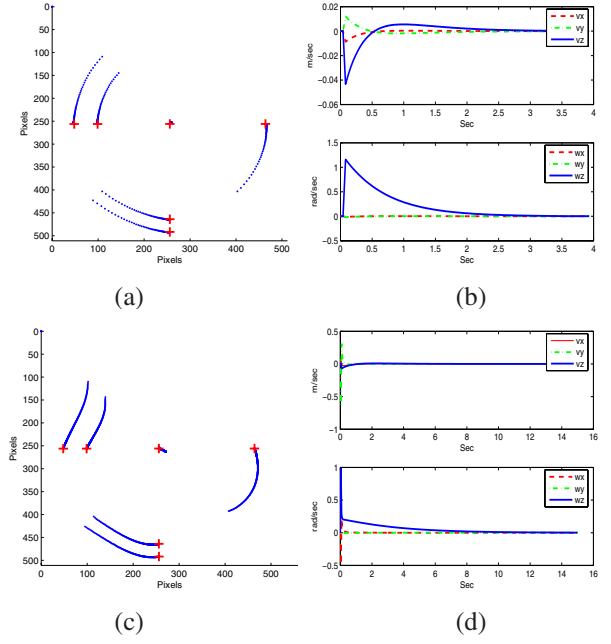 0
50
100
150
200
250
300
350
400
450
500
Pixels
0 100 200 300 400 500
Pixels
(a)
0.02
0
0.02
0.04
0.06
m/sec
0 0.5 1 1.5 2 2.5 3 3.5 4
Sec
vx
vy
vz
1.5
1
0.5
0
-0.5
rad/sec
0 0.5 1 1.5 2 2.5 3 3.5 4
Sec
wx
wy
wz
(b)
0
50
100
150
200
250
300
350
400
450
500
Pixels
0 100 200 300 400 500
Pixels
(c)
1
0.5
0
-0.5
-1
m/sec
0 2 4 6 8 10 12 14 16
Sec
vx
vy
vz
1
0.5
0
-0.5
rad/sec
0 2 4 6 8 10 12 14 16
Sec
wx
wy
wz
(d)